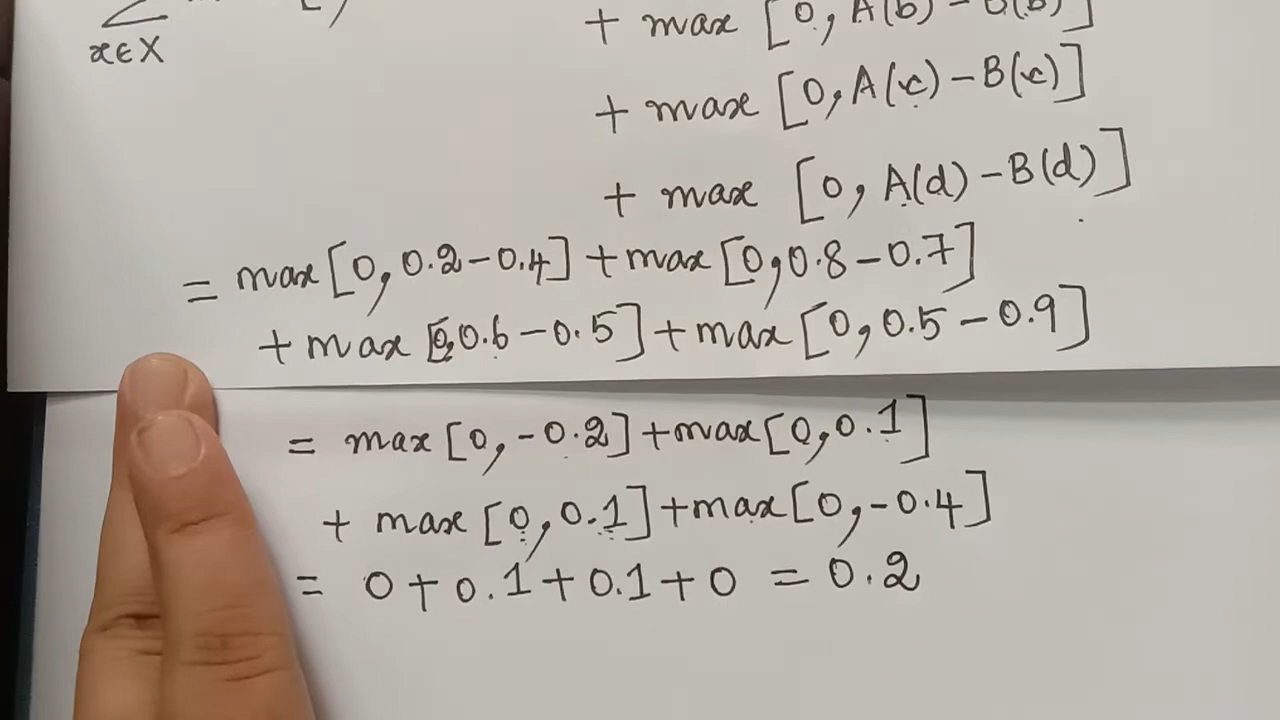 Σ
x∈X
+ max [0, A(b) - B(b)]
+ max [0, A(c) - B(c)]
+ max [0, A(d) - B(d)]
= max [0, 0.2 - 0.4] + max [0, 0.8 - 0.7]
+ max [0, 0.6 - 0.5] + max [0, 0.5 - 0.9]
= max [0, -0.2] + max [0, 0.1]
+ max [0, 0.1] + max [0, -0.4]
= 0 + 0.1 + 0.1 + 0 = 0.2